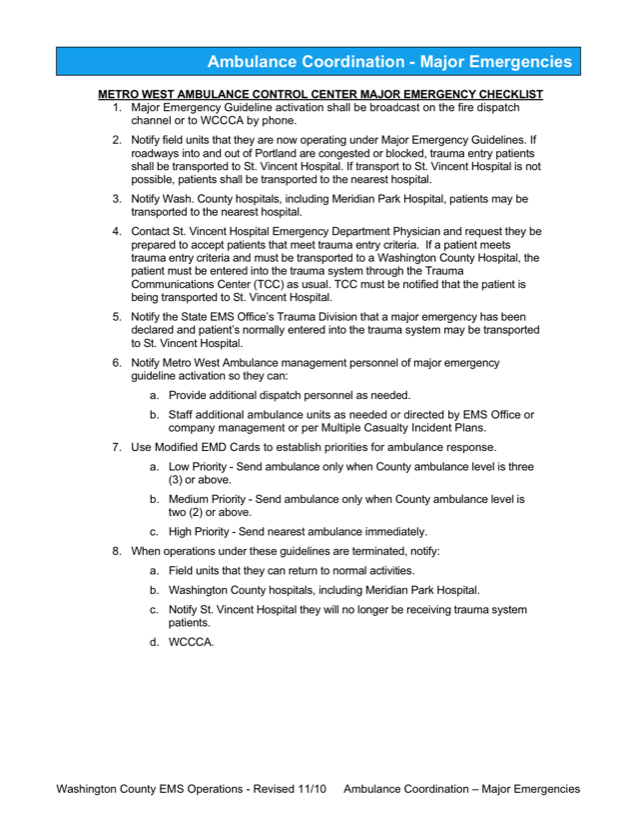 Ambulance Coordination - Major Emergencies
METRO WEST AMBULANCE CONTROL CENTER MAJOR EMERGENCY CHECKLIST
1. Major Emergency Guideline activation shall be broadcast on the fire dispatch
channel or to WCCCA by phone.
2. Notify field units that they are now operating under Major Emergency Guidelines. If
roadways into and out of Portland are congested or blocked, trauma entry patients
shall be transported to St. Vincent Hospital. If transport to St. Vincent Hospital is not
possible, patients shall be transported to the nearest hospital.
3. Notify Wash. County hospitals, including Meridian Park Hospital, patients may be
transported to the nearest hospital.
4. Contact St. Vincent Hospital Emergency Department Physician and request they be
prepared to accept patients that meet trauma entry criteria. If a patient meets
trauma entry criteria and must be transported to a Washington County Hospital, the
patient must be entered into the trauma system through the Trauma
Communications Center (TCC) as usual. TCC must be notified that the patient is
being transported to St. Vincent Hospital.
5. Notify the State EMS Office's Trauma Division that a major emergency has been
declared and patient's normally entered into the trauma system may be transported
to St. Vincent Hospital.
6. Notify Metro West Ambulance management personnel of major emergency
guideline activation so they can:
a. Provide additional dispatch personnel as needed.
b. Staff additional ambulance units as needed or directed by EMS Office or
company management or per Multiple Casualty Incident Plans.
7. Use Modified EMD Cards to establish priorities for ambulance response.
a. Low Priority - Send ambulance only when County ambulance level is three
(3) or above.
b. Medium Priority - Send ambulance only when County ambulance level is
two (2) or above.
c. High Priority - Send nearest ambulance immediately.
8. When operations under these guidelines are terminated, notify:
a. Field units that they can return to normal activities.
b. Washington County hospitals, including Meridian Park Hospital.
c. Notify St. Vincent Hospital they will no longer be receiving trauma system
patients.
d. WCCCA.
Washington County EMS Operations - Revised 11/10 Ambulance Coordination – Major Emergencies